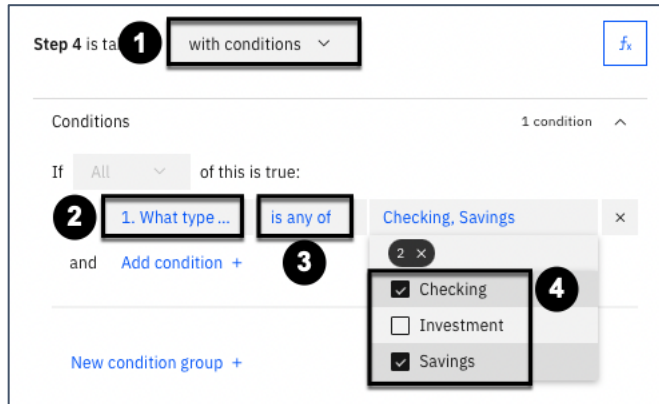 Step 4 is ta 1 with conditions fx
Conditions 1 condition
If All of this is true:
2 1. What type ... is any of Checking, Savings ×
and Add condition + 3 2 ×
Checking 4
Investment
New condition group + Savings